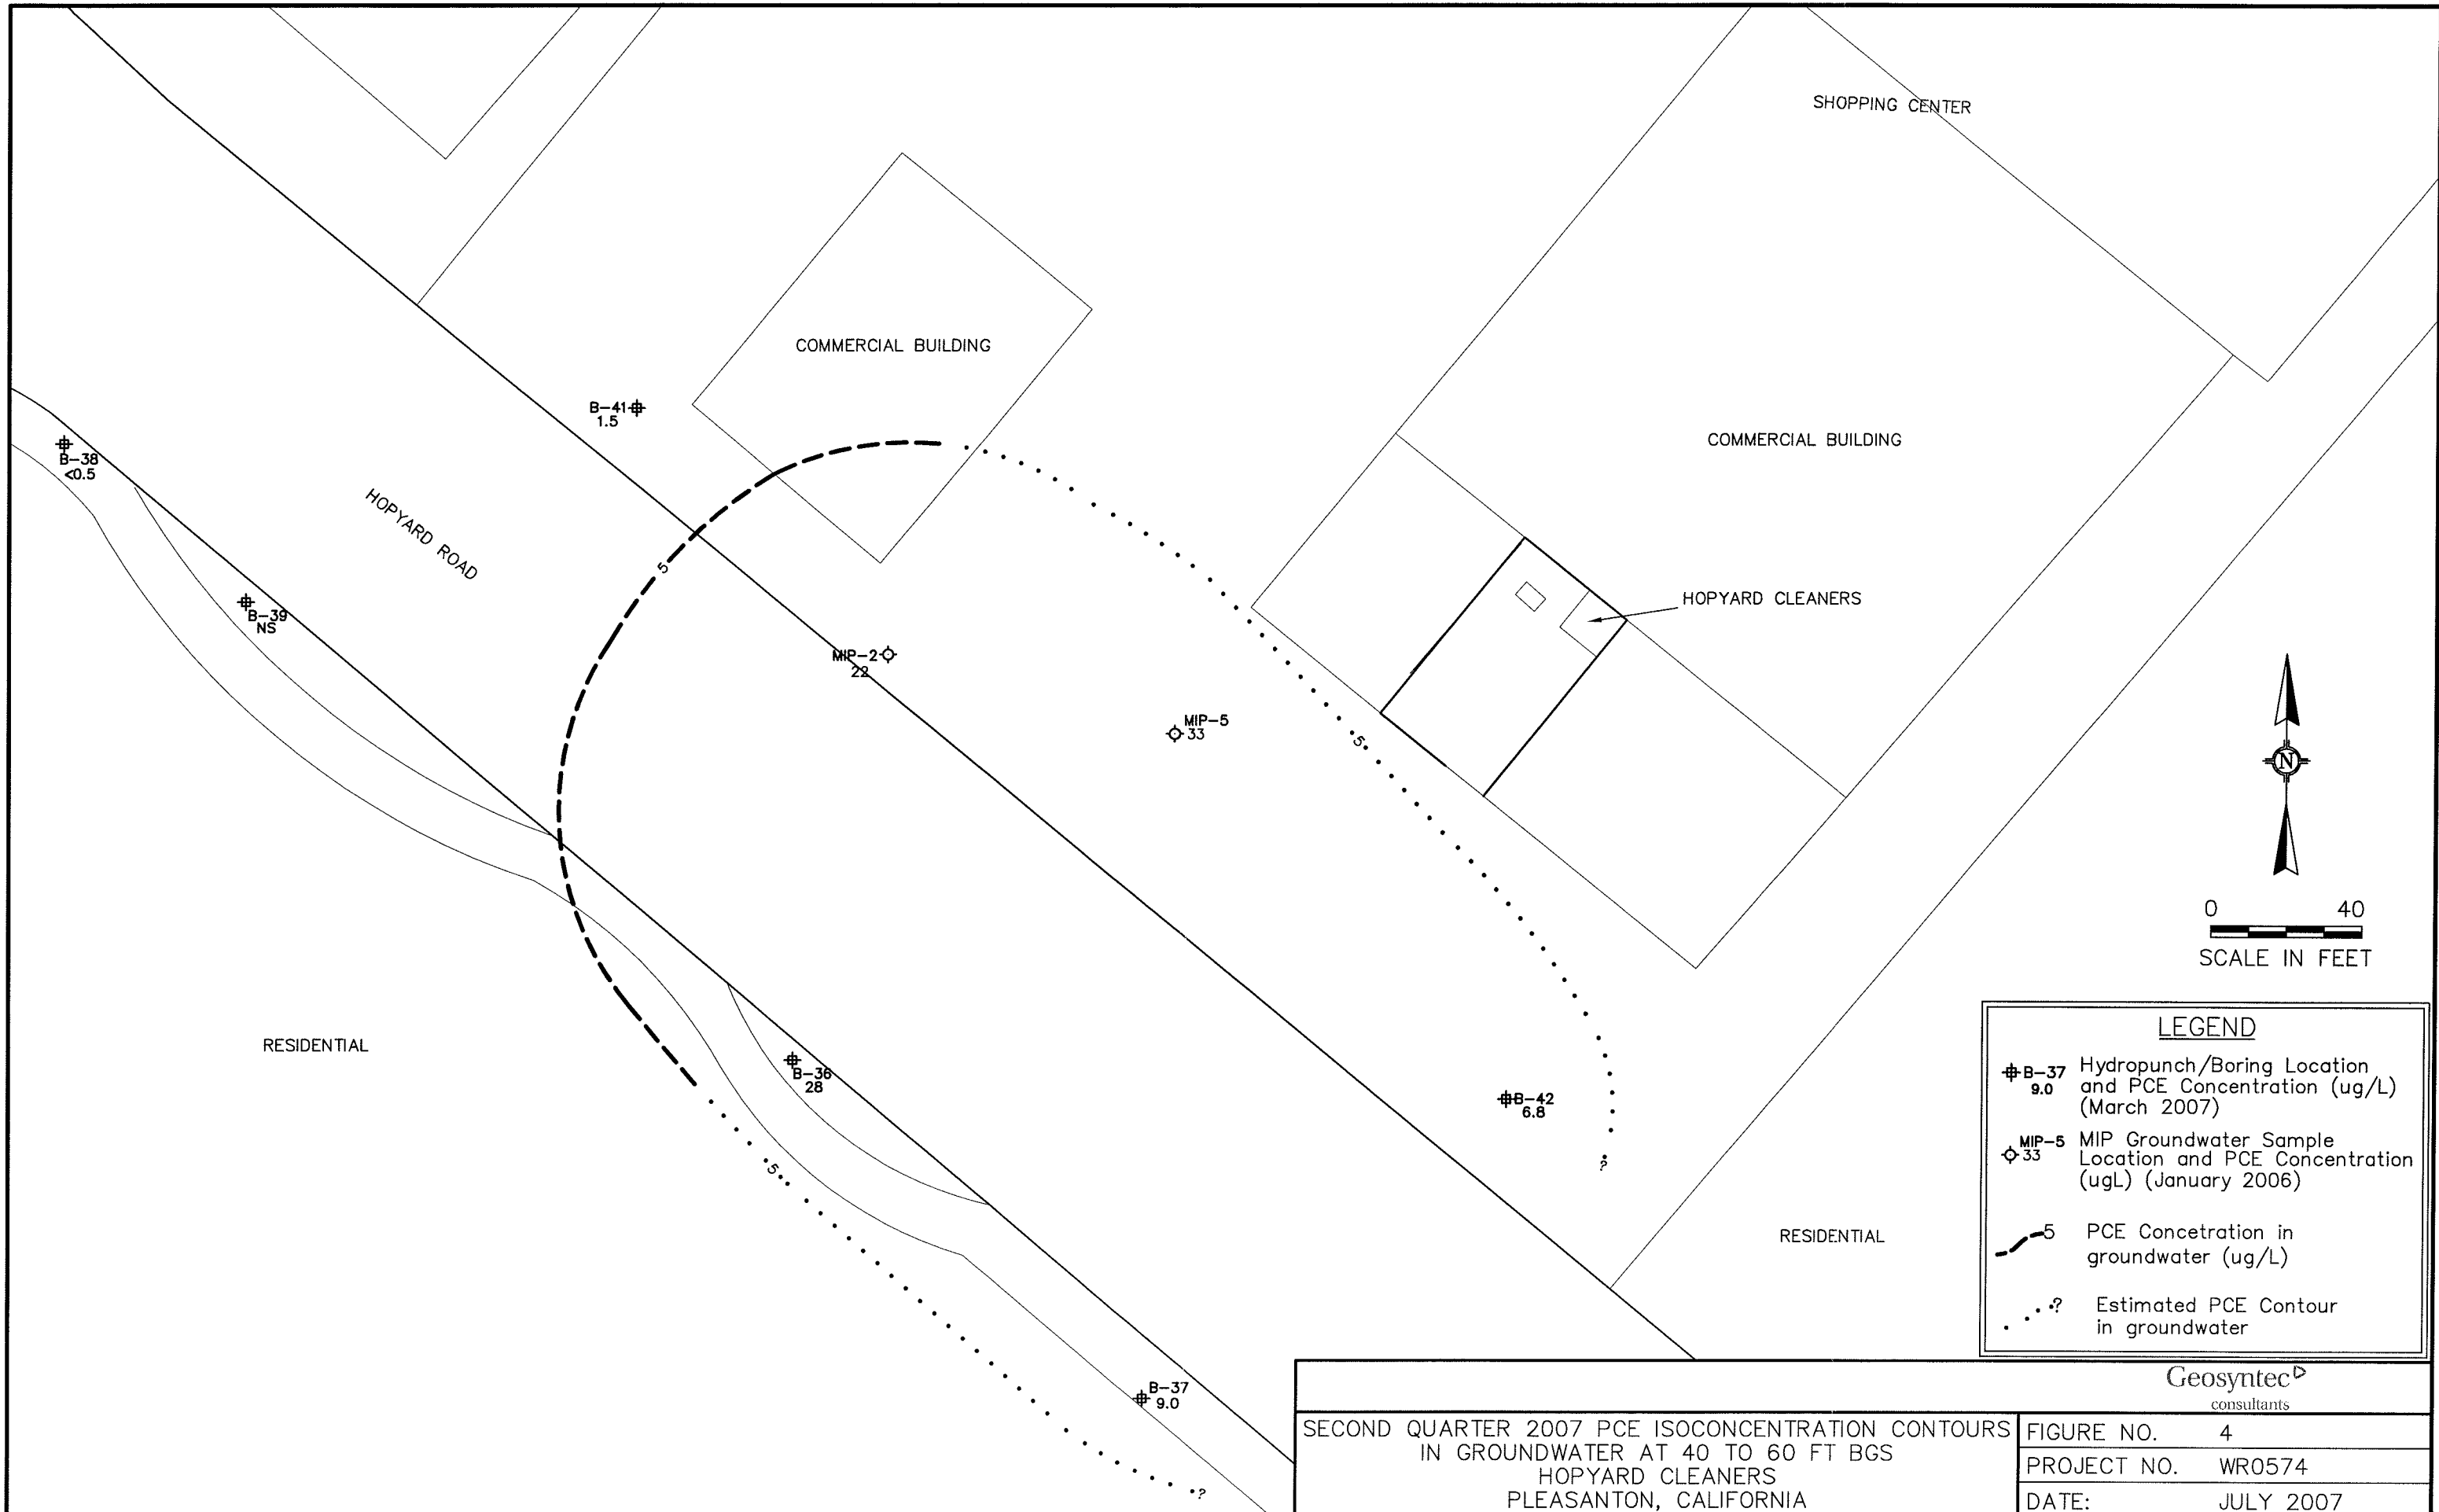 SHOPPING CENTER
COMMERCIAL BUILDING
B-41
1.5
COMMERCIAL BUILDING
B-38
<0.5
HOPYARD ROAD
5
HOPYARD CLEANERS
B-39
NS
MIP-2
22
MIP-5
33
5
N
0 40
SCALE IN FEET
RESIDENTIAL
B-36
28
B-42
6.8
?
5
RESIDENTIAL
B-37
9.0
?
LEGEND
B-37
9.0
Hydropunch/Boring Location
and PCE Concentration (ug/L)
(March 2007)
MIP-5
33
MIP Groundwater Sample
Location and PCE Concentration
(ugL) (January 2006)
5 PCE Concetration in
groundwater (ug/L)
? Estimated PCE Contour
in groundwater
Geosyntec
consultants
SECOND QUARTER 2007 PCE ISOCONCENTRATION CONTOURS
IN GROUNDWATER AT 40 TO 60 FT BGS
HOPYARD CLEANERS
PLEASANTON, CALIFORNIA
FIGURE NO. 4
PROJECT NO. WR0574
DATE: JULY 2007